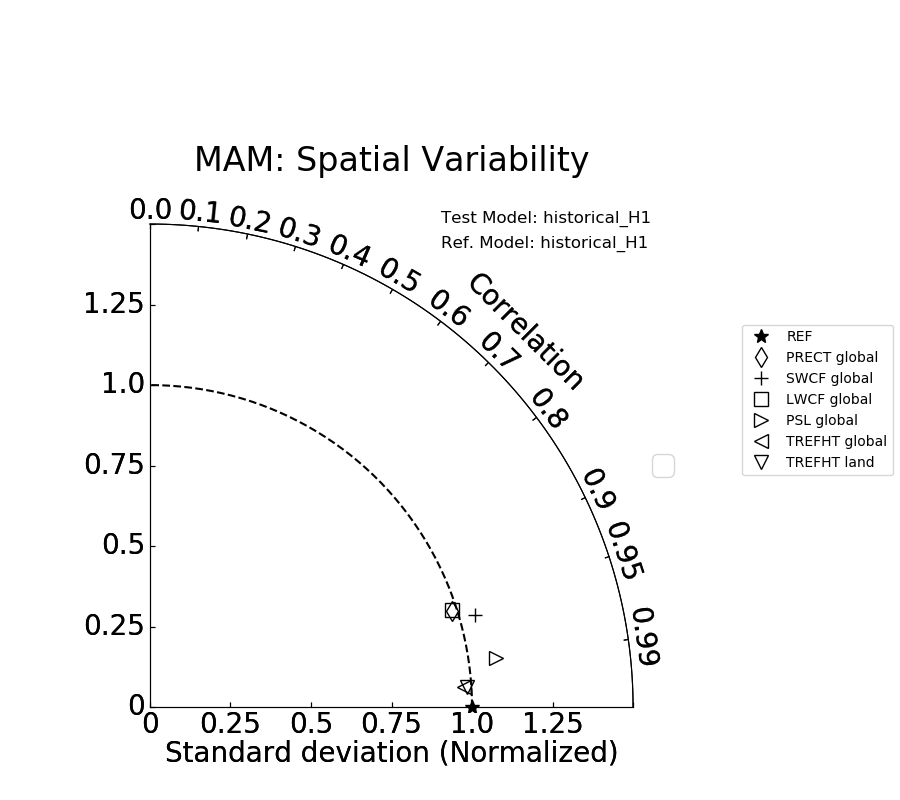 MAM: Spatial Variability
Test Model: historical_H1
Ref. Model: historical_H1
0.0 0.1 0.2 0.3 0.4 0.5 0.6 0.7 0.8 0.9 0.95 0.99
Correlation
1.25
1.0
0.75
0.5
0.25
0
0 0.25 0.5 0.75 1.0 1.25
Standard deviation (Normalized)
REF
PRECT global
SWCF global
LWCF global
PSL global
TREFHT global
TREFHT land